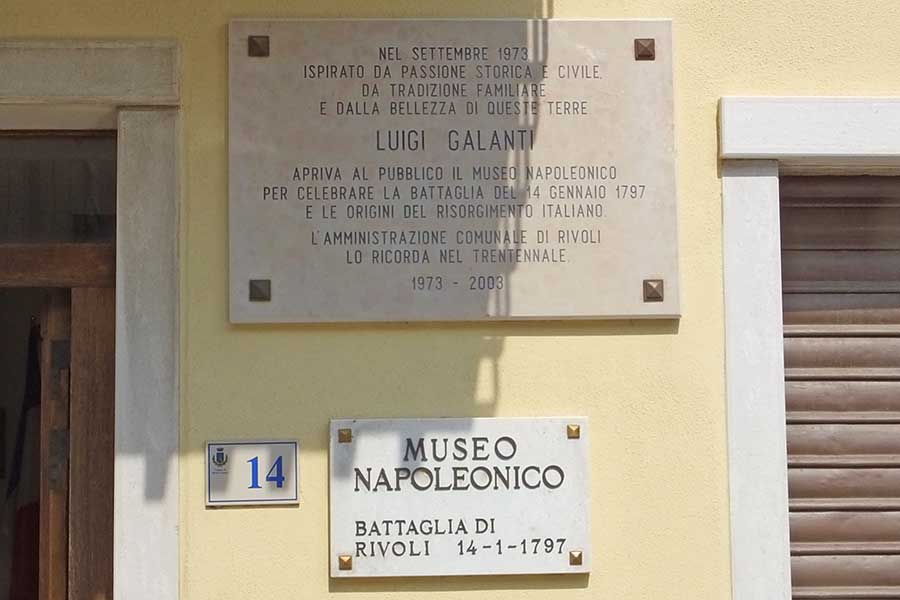 NEL SETTEMBRE 1973
ISPIRATO DA PASSIONE STORICA E CIVILE,
DA TRADIZIONE FAMILIARE
E DALLA BELLEZZA DI QUESTE TERRE
LUIGI GALANTI
APRIVA AL PUBBLICO IL MUSEO NAPOLEONICO
PER CELEBRARE LA BATTAGLIA DEL 14 GENNAIO 1797
E LE ORIGINI DEL RISORGIMENTO ITALIANO.
L'AMMINISTRAZIONE COMUNALE DI RIVOLI
LO RICORDA NEL TRENTENNALE.
1973 - 2003
14
MUSEO
NAPOLEONICO
BATTAGLIA DI
RIVOLI 14-1-1797